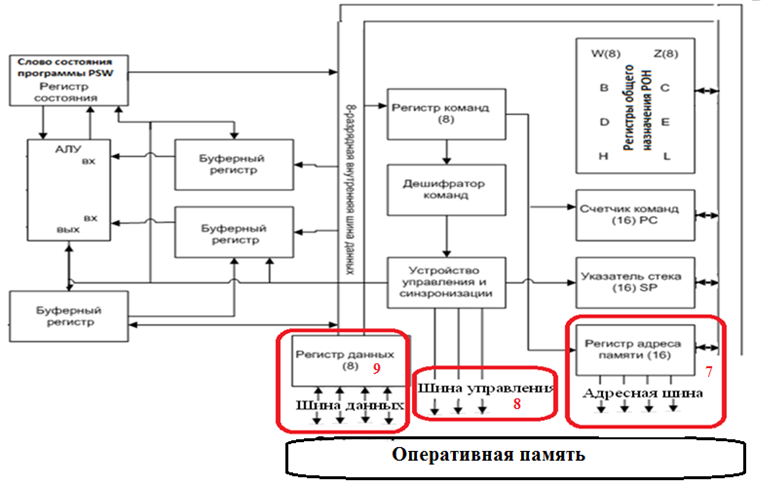 Слово состояния
программы PSW
Регистр
состояния
АЛУ
вх
вх
вых
Буферный
регистр
Буферный
регистр
Буферный
регистр
8-разрядная внутренняя шина данных
Регистр команд
(8)
Дешифратор
команд
Устройство
управления и
синхронизации
W(8) Z(8)
B C
D E
H L
Регистры общего
назначения РОН
Счетчик команд
(16) PC
Указатель стека
(16) SP
Регистр адреса
памяти (16)
7
Адресная шина
Регистр данных
(8) 9
Шина данных
Шина управления
8
Оперативная память